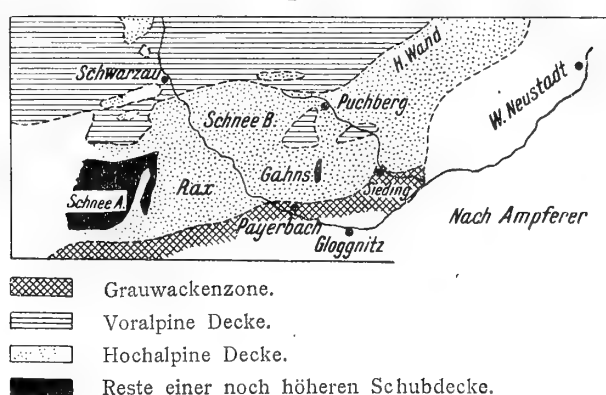 Schwarzau
H. Wand
W. Neustadt
Puchberg
Schnee B.
Gahns
Sieding
Rax
Schnee A.
Payerbach
Gloggnitz
Nach Ampferer
Grauwackenzone.
Voralpine Decke.
Hochalpine Decke.
Reste einer noch höheren Schubdecke.